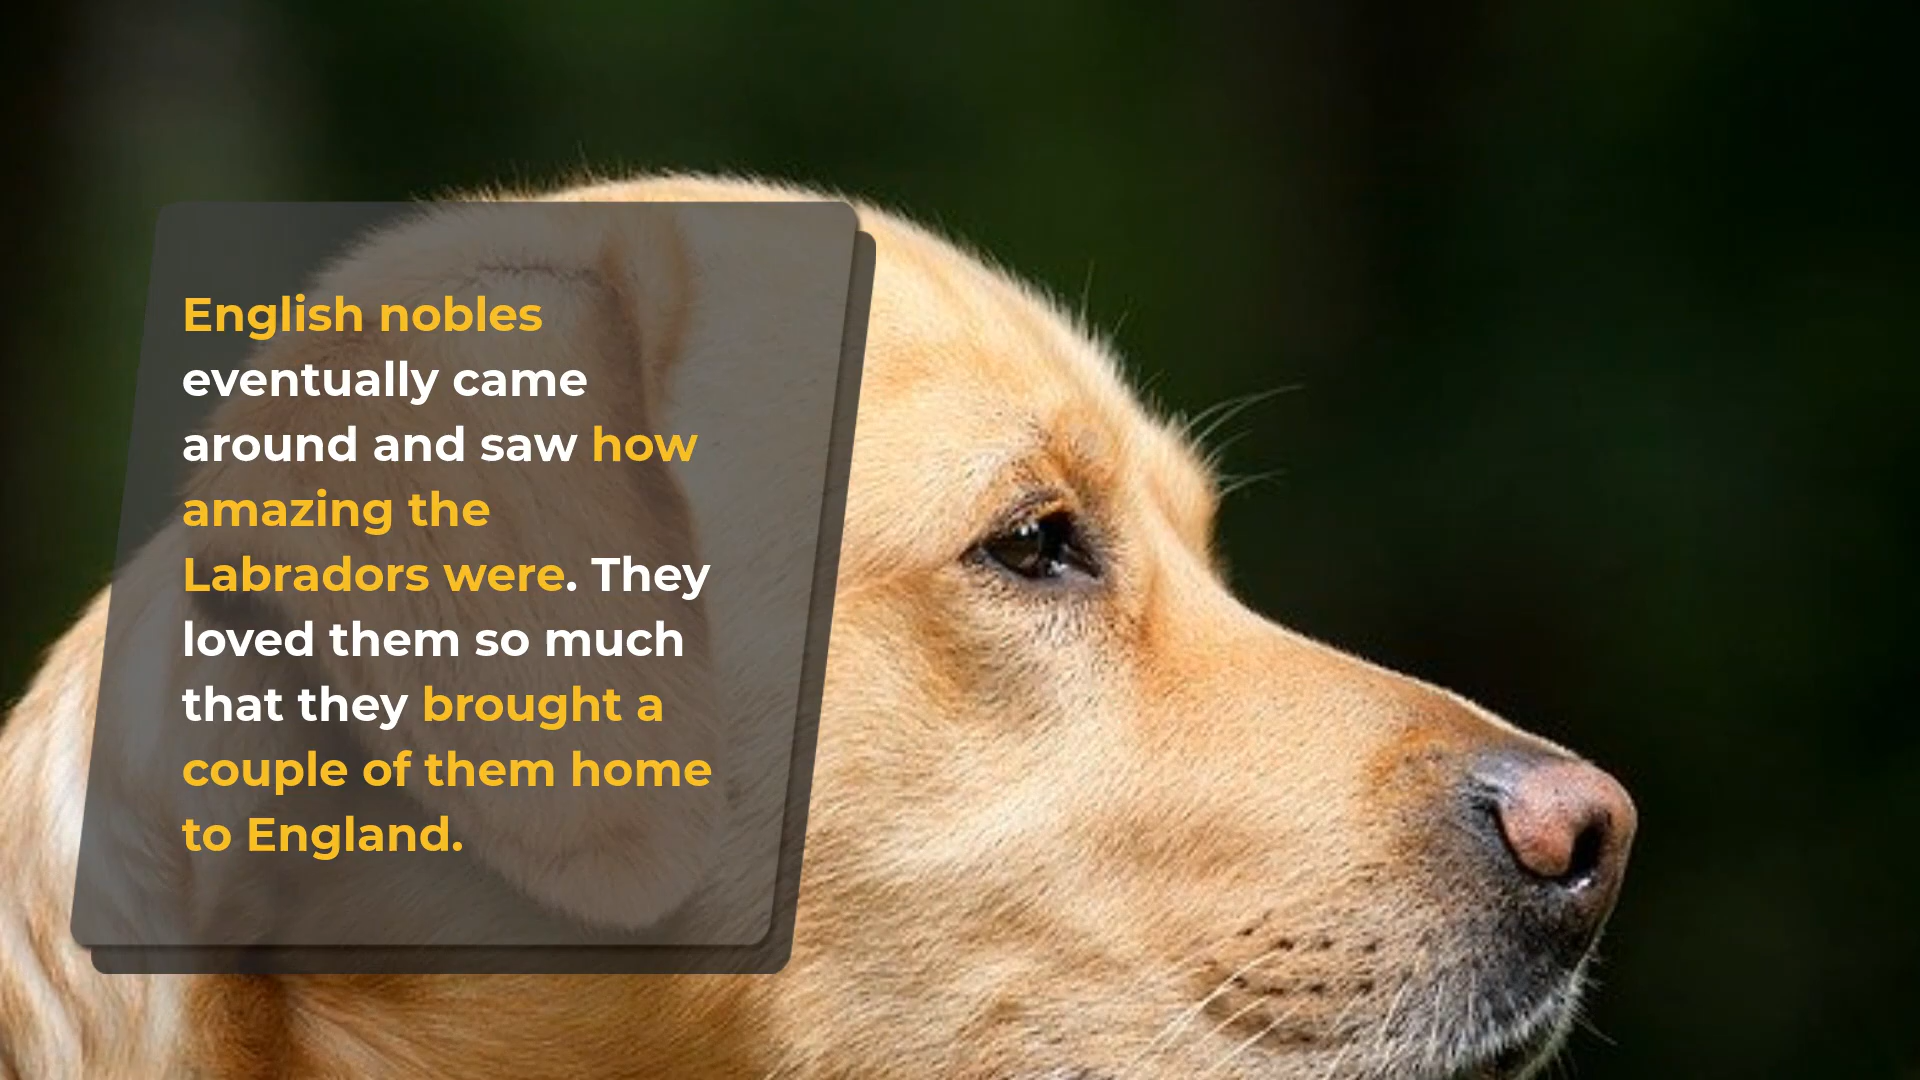 English nobles
eventually came
around and saw how
amazing the
Labradors were. They
loved them so much
that they brought a
couple of them home
to England.